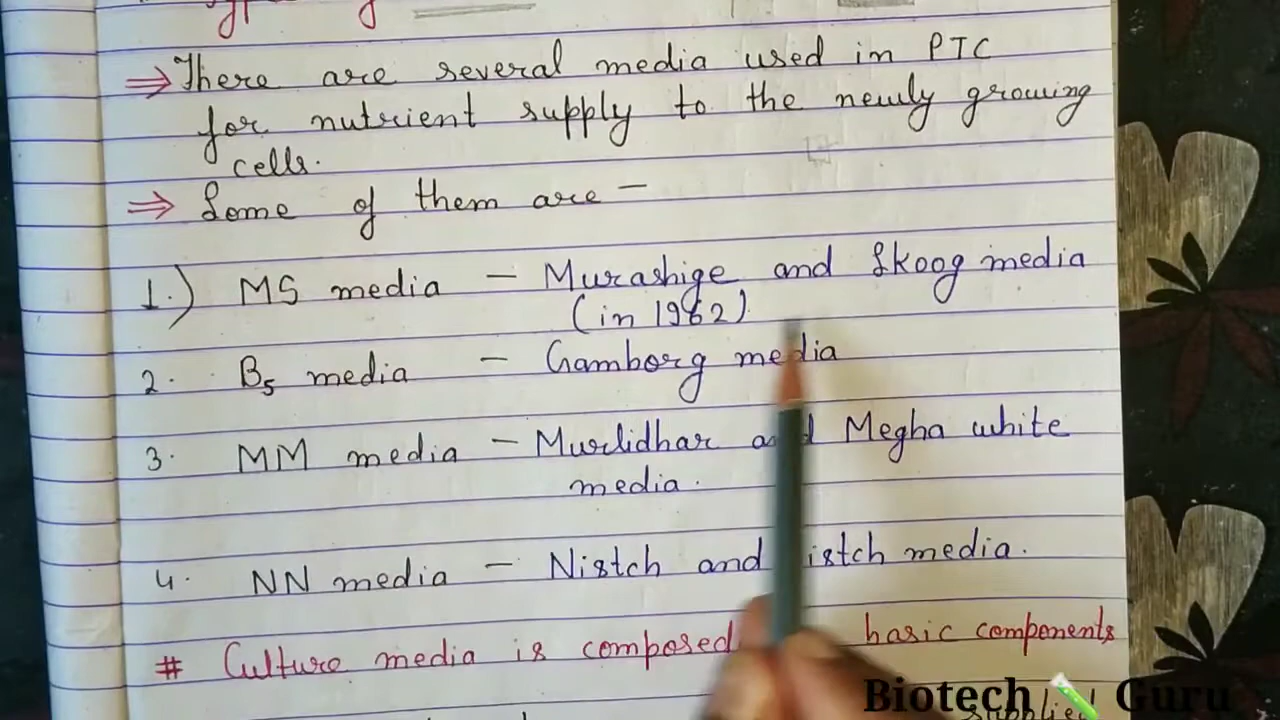 ⇒ There are several media used in PTC
for nutrient supply to the newly growing
cells.
⇒ Some of them are —
1.) MS media — Murashige and Skoog media
(in 1962)
2. B5 media — Gamborg media
3. MM media — Murlidhar and Megha white
media.
4. NN media — Nistch and istch media.
# Culture media is composed basic components
Biotech Guru